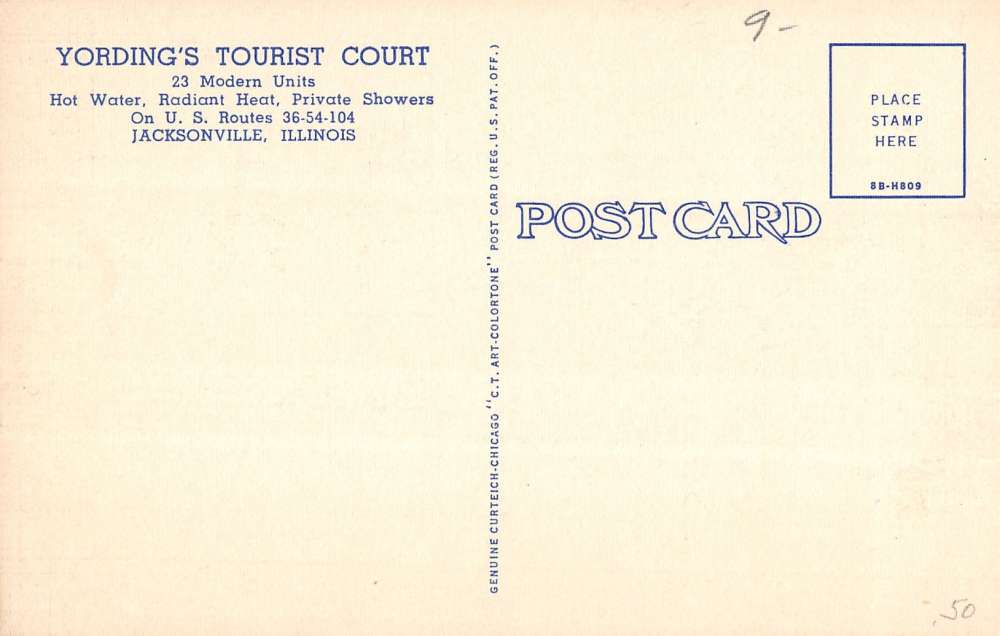 YORDING'S TOURIST COURT
23 Modern Units
Hot Water, Radiant Heat, Private Showers
On U. S. Routes 36-54-104
JACKSONVILLE, ILLINOIS
GENUINE CURTEICH-CHICAGO "C.T. ART-COLORTONE" POST CARD (REG. U.S. PAT. OFF.)
9-
POST CARD
PLACE
STAMP
HERE
8B-H809
.50